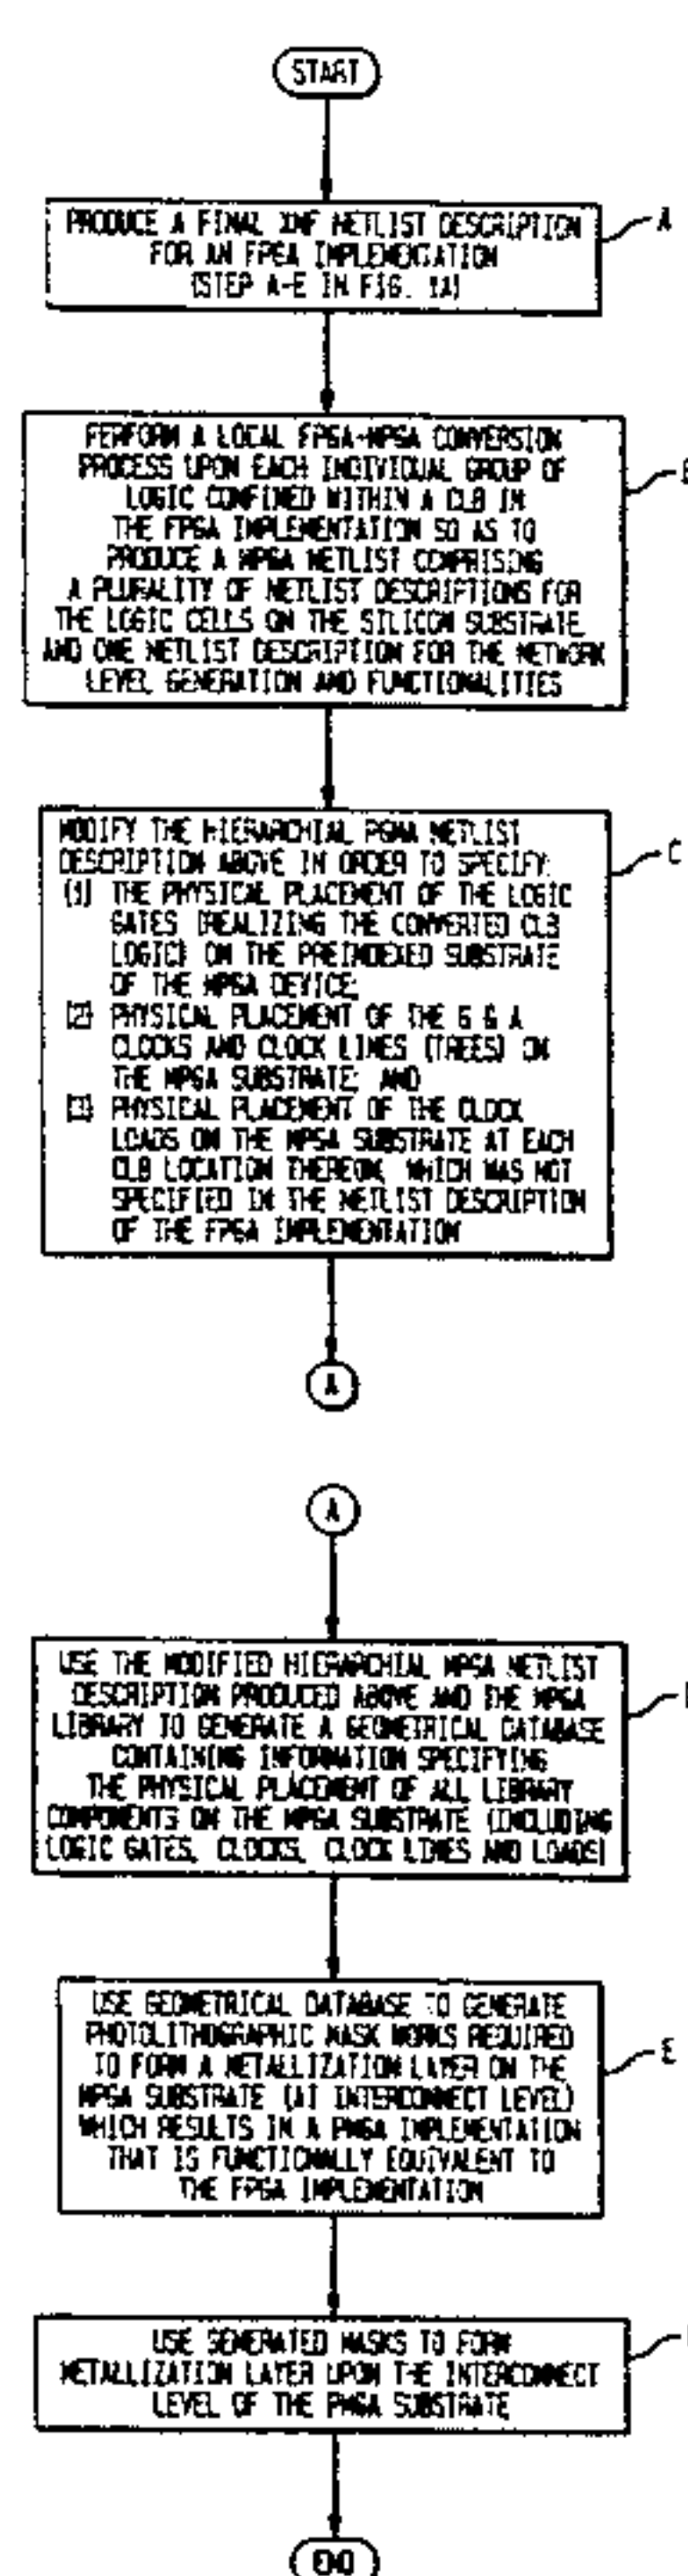 START
PRODUCE A FINAL XNF NETLIST DESCRIPTION
FOR AN FPGA IMPLEMENTATION
(STEP A-E IN FIG. 1A)
A
PERFORM A LOCAL FPGA-MPGA CONVERSION
PROCESS UPON EACH INDIVIDUAL GROUP OF
LOGIC CONFINED WITHIN A CLB IN
THE FPGA IMPLEMENTATION SO AS TO
PRODUCE A MPGA NETLIST COMPRISING
A PLURALITY OF NETLIST DESCRIPTIONS FOR
THE LOGIC CELLS ON THE SILICON SUBSTRATE,
AND ONE NETLIST DESCRIPTION FOR THE NETWORK
LEVEL GENERATION AND FUNCTIONALITIES
MODIFY THE HIERARCHIAL PGMA NETLIST
DESCRIPTION ABOVE IN ORDER TO SPECIFY:
(1) THE PHYSICAL PLACEMENT OF THE LOGIC
GATES (REALIZING THE CONVERTED CLB
LOGIC) ON THE PREINDEXED SUBSTRATE
OF THE MPGA DEVICE;
(2) PHYSICAL PLACEMENT OF THE G & A
CLOCKS AND CLOCK LINES (TREES) ON
THE MPGA SUBSTRATE; AND
(3) PHYSICAL PLACEMENT OF THE CLOCK
LOADS ON THE MPGA SUBSTRATE AT EACH
CLB LOCATION THEREON, WHICH WAS NOT
SPECIFIED IN THE NETLIST DESCRIPTION
OF THE FPGA IMPLEMENTATION
C
A
A
USE THE MODIFIED HIERARCHIAL MPGA NETLIST
DESCRIPTION PRODUCED ABOVE AND THE MPGA
LIBRARY TO GENERATE A GEOMETRICAL DATABASE
CONTAINING INFORMATION SPECIFYING
THE PHYSICAL PLACEMENT OF ALL LIBRARY
COMPONENTS ON THE MPGA SUBSTRATE (INCLUDING
LOGIC GATES, CLOCKS, CLOCK LINES AND LOADS)
USE GEOMETRICAL DATABASE TO GENERATE
PHOTOLITHOGRAPHIC MASK WORKS REQUIRED
TO FORM A METALLIZATION LAYER ON THE
MPGA SUBSTRATE (AT INTERCONNECT LEVEL)
WHICH RESULTS IN A PMGA IMPLEMENTATION
THAT IS FUNCTIONALLY EQUIVALENT TO
THE FPGA IMPLEMENTATION
E
USE GENERATED MASKS TO FORM
METALLIZATION LAYER UPON THE INTERCONNECT
LEVEL OF THE PMGA SUBSTRATE
END